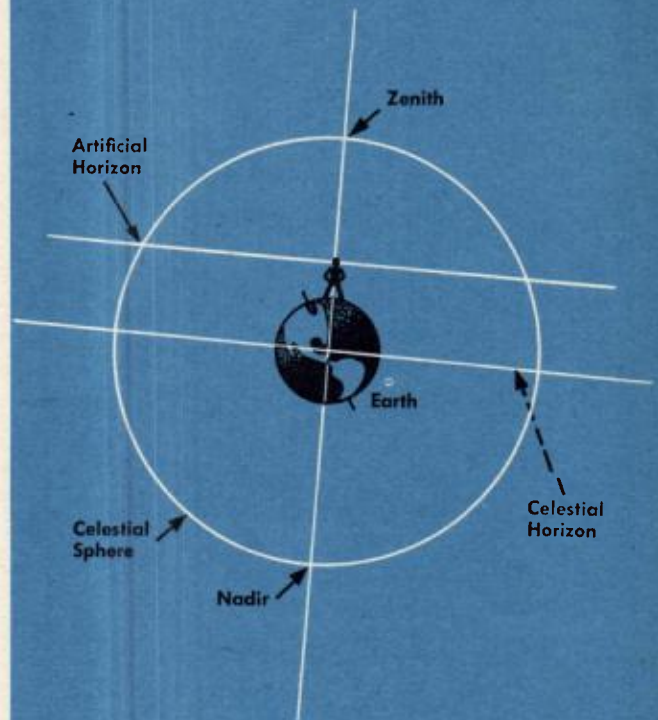 Zenith
Artificial
Horizon
Earth
Celestial
Horizon
Celestial
Sphere
Nadir